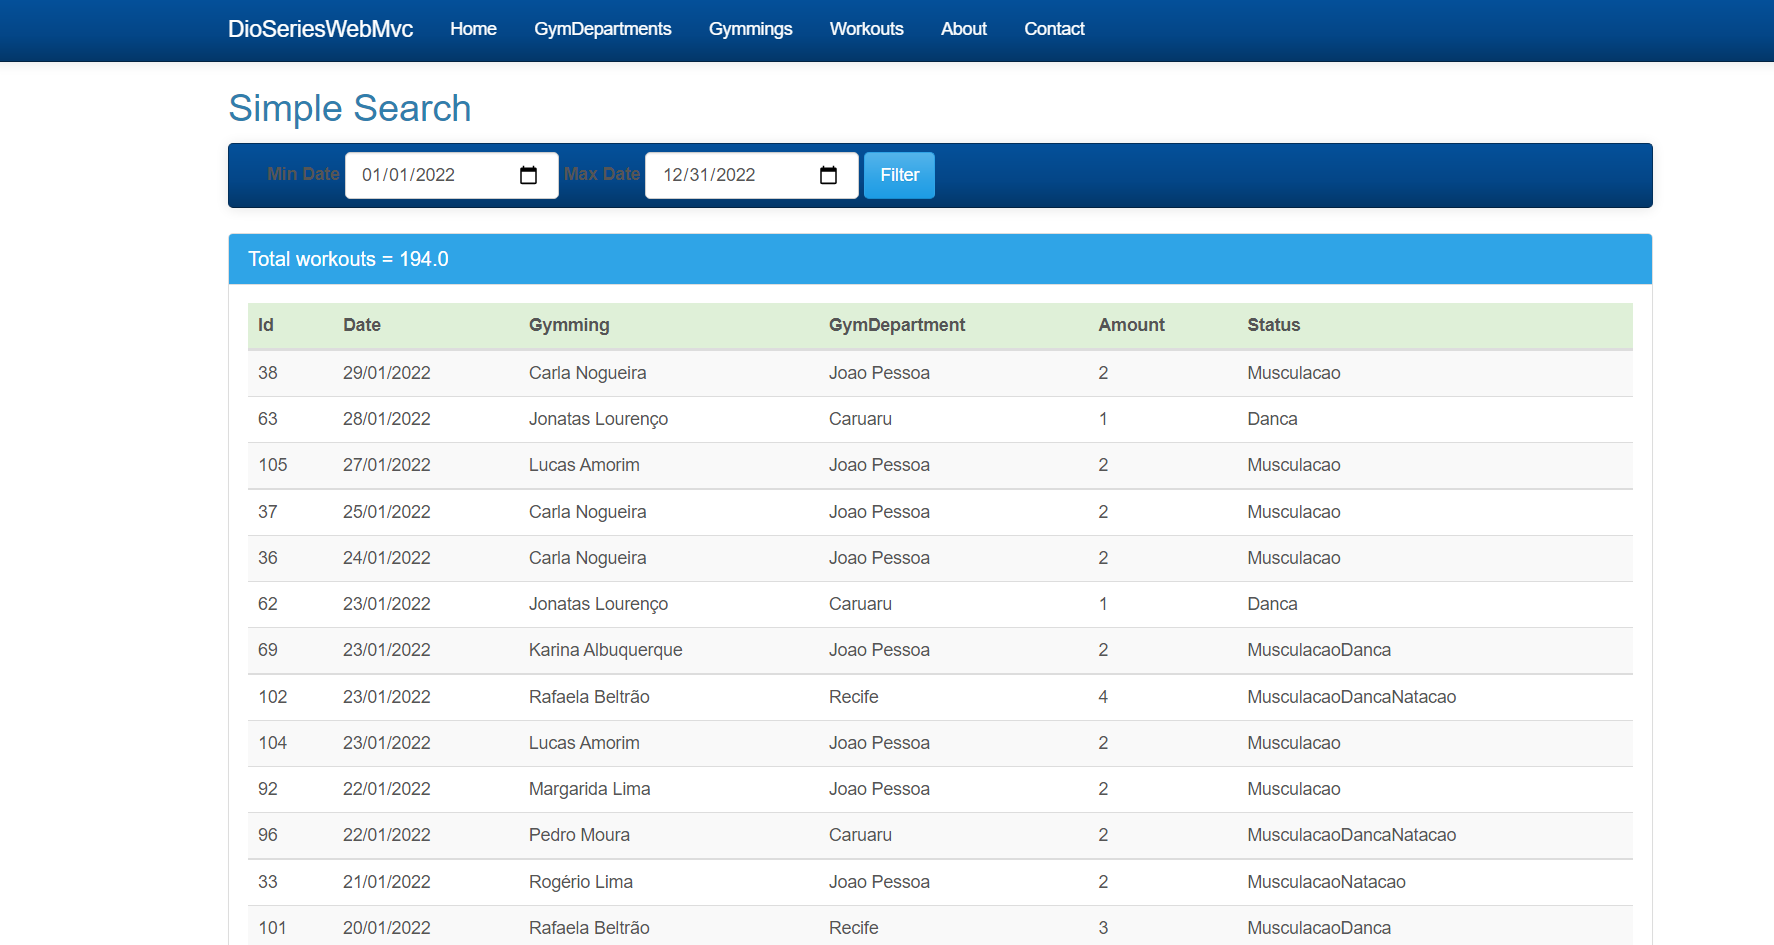 DioSeriesWebMvc Home GymDepartments Gymmings Workouts About Contact
Simple Search
Min Date 01/01/2022 Max Date 12/31/2022 Filter
Total workouts = 194.0
Id Date Gymming GymDepartment Amount Status
38 29/01/2022 Carla Nogueira Joao Pessoa 2 Musculacao
63 28/01/2022 Jonatas Lourenço Caruaru 1 Danca
105 27/01/2022 Lucas Amorim Joao Pessoa 2 Musculacao
37 25/01/2022 Carla Nogueira Joao Pessoa 2 Musculacao
36 24/01/2022 Carla Nogueira Joao Pessoa 2 Musculacao
62 23/01/2022 Jonatas Lourenço Caruaru 1 Danca
69 23/01/2022 Karina Albuquerque Joao Pessoa 2 MusculacaoDanca
102 23/01/2022 Rafaela Beltrão Recife 4 MusculacaoDancaNatacao
104 23/01/2022 Lucas Amorim Joao Pessoa 2 Musculacao
92 22/01/2022 Margarida Lima Joao Pessoa 2 Musculacao
96 22/01/2022 Pedro Moura Caruaru 2 MusculacaoDancaNatacao
33 21/01/2022 Rogério Lima Joao Pessoa 2 MusculacaoNatacao
101 20/01/2022 Rafaela Beltrão Recife 3 MusculacaoDanca